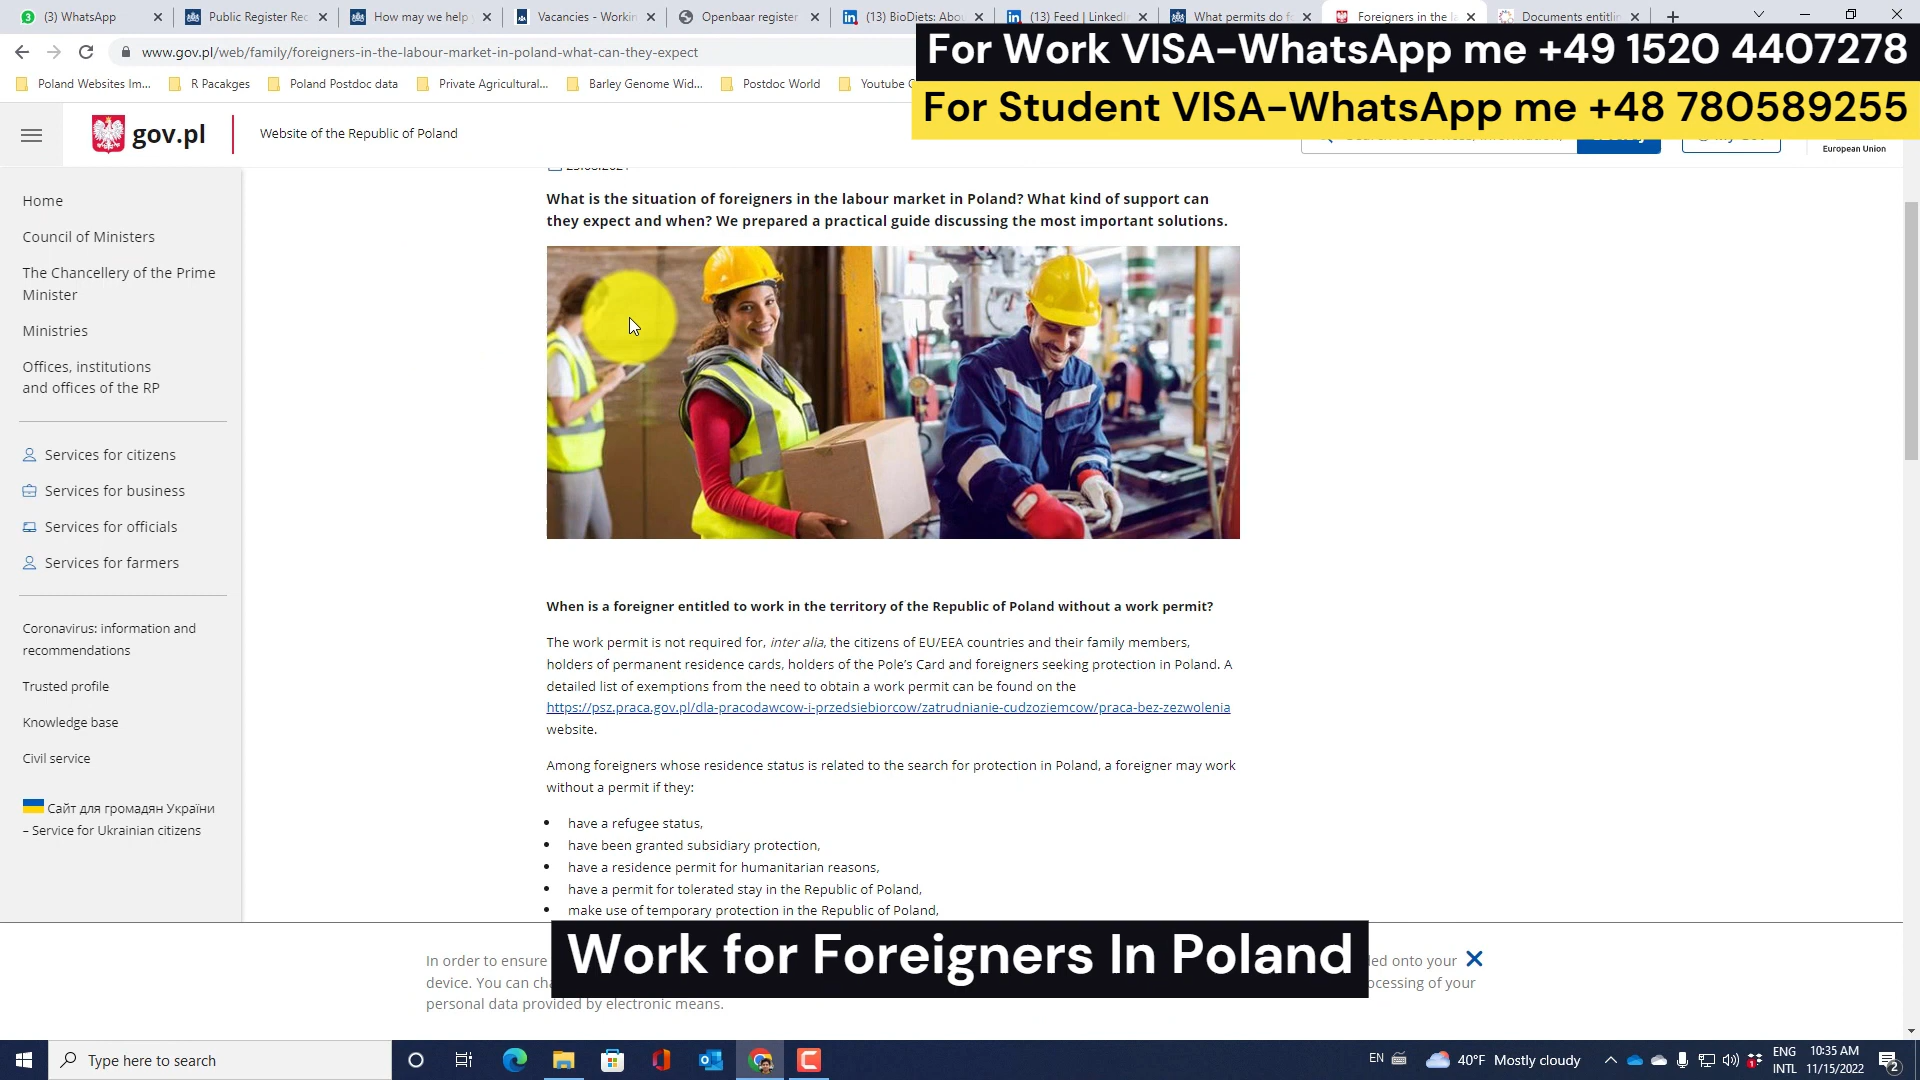 (3) WhatsApp
Public Register Rec
How may we help
Vacancies - Workin
Openbaar register
(13) BioDiets: Abou
(13) Feed | LinkedI
What permits do f
Foreigners in the la
Documents entitlin
www.gov.pl/web/family/foreigners-in-the-labour-market-in-poland-what-can-they-expect
For Work VISA-WhatsApp me +49 1520 4407278
Poland Websites Im...
R Pacakges
Poland Postdoc data
Private Agricultural...
Barley Genome Wid...
Postdoc World
Youtube
For Student VISA-WhatsApp me +48 780589255
gov.pl
Website of the Republic of Poland
European Union
Home
Council of Ministers
The Chancellery of the Prime
Minister
Ministries
Offices, institutions
and offices of the RP
Services for citizens
Services for business
Services for officials
Services for farmers
Coronavirus: information and
recommendations
Trusted profile
Knowledge base
Civil service
Сайт для громадян України
– Service for Ukrainian citizens
What is the situation of foreigners in the labour market in Poland? What kind of support can
they expect and when? We prepared a practical guide discussing the most important solutions.
When is a foreigner entitled to work in the territory of the Republic of Poland without a work permit?
The work permit is not required for, inter alia, the citizens of EU/EEA countries and their family members,
holders of permanent residence cards, holders of the Pole's Card and foreigners seeking protection in Poland. A
detailed list of exemptions from the need to obtain a work permit can be found on the
https://psz.praca.gov.pl/dla-pracodawcow-i-przedsiebiorcow/zatrudnianie-cudzoziemcow/praca-bez-zezwolenia
website.
Among foreigners whose residence status is related to the search for protection in Poland, a foreigner may work
without a permit if they:
have a refugee status,
have been granted subsidiary protection,
have a residence permit for humanitarian reasons,
have a permit for tolerated stay in the Republic of Poland,
make use of temporary protection in the Republic of Poland,
Work for Foreigners In Poland
In order to ensure
onto your
device. You can
of your
personal data provided by electronic means.
Type here to search
EN
40°F Mostly cloudy
ENG
INTL
10:35 AM
11/15/2022
2